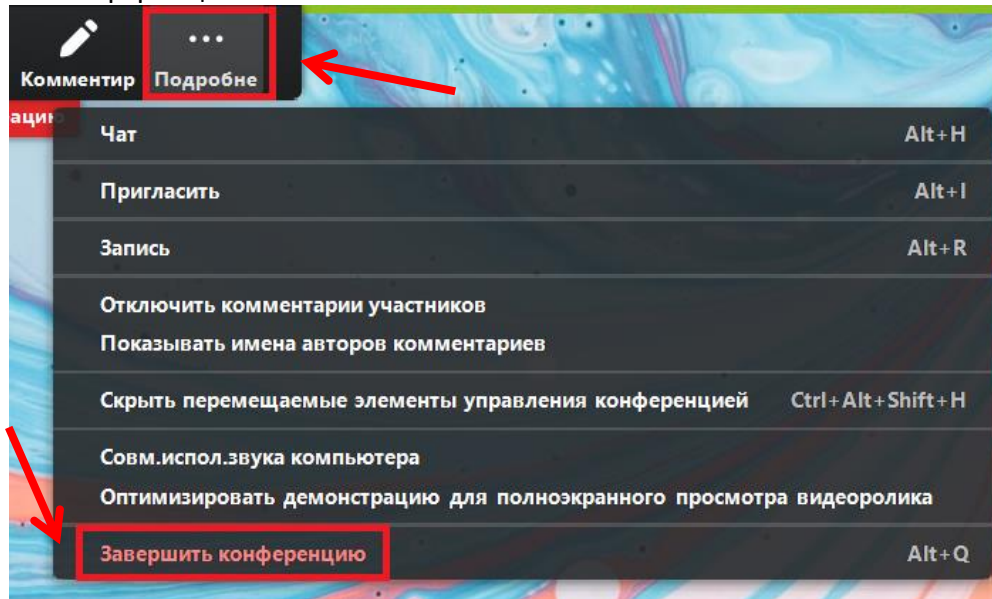 Комментир Подробне
ацию
Чат Alt+H
Пригласить Alt+I
Запись Alt+R
Отключить комментарии участников
Показывать имена авторов комментариев
Скрыть перемещаемые элементы управления конференцией Ctrl+Alt+Shift+H
Совм.испол.звука компьютера
Оптимизировать демонстрацию для полноэкранного просмотра видеоролика
Завершить конференцию Alt+Q